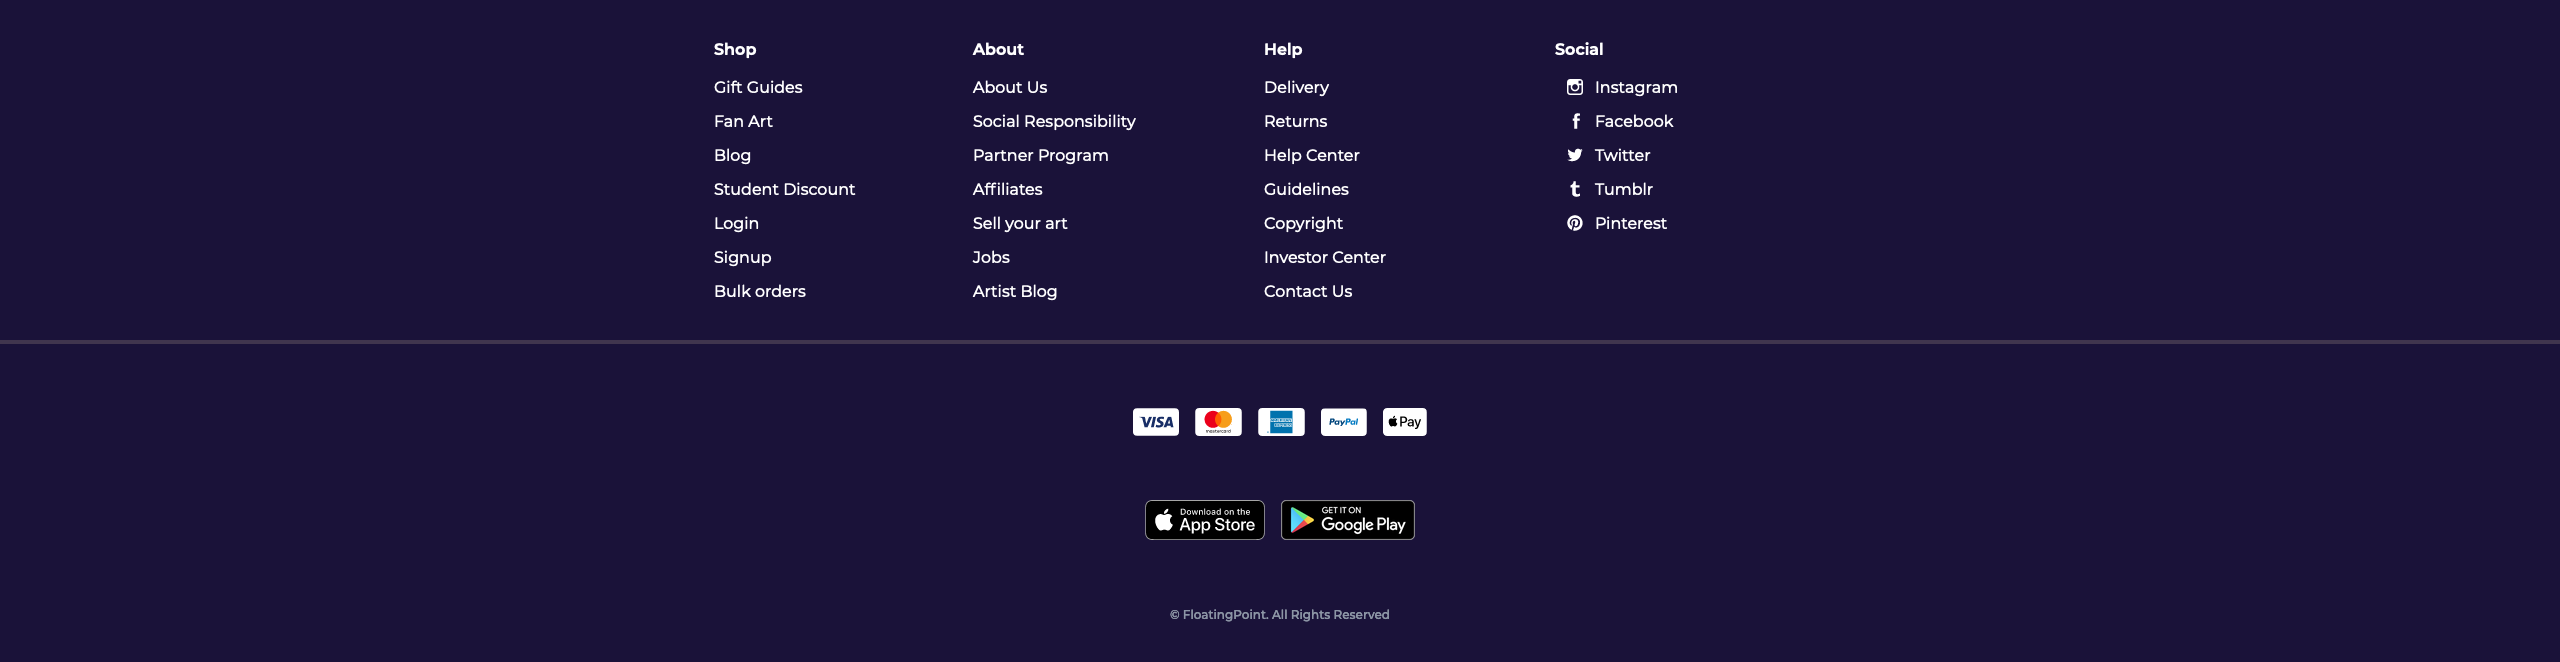 Shop
Gift Guides
Fan Art
Blog
Student Discount
Login
Signup
Bulk orders
About
About Us
Social Responsibility
Partner Program
Affiliates
Sell your art
Jobs
Artist Blog
Help
Delivery
Returns
Help Center
Guidelines
Copyright
Investor Center
Contact Us
Social
Instagram
Facebook
Twitter
Tumblr
Pinterest
VISA
mastercard
PayPal
Pay
Download on the
App Store
GET IT ON
Google Play
© FloatingPoint. All Rights Reserved